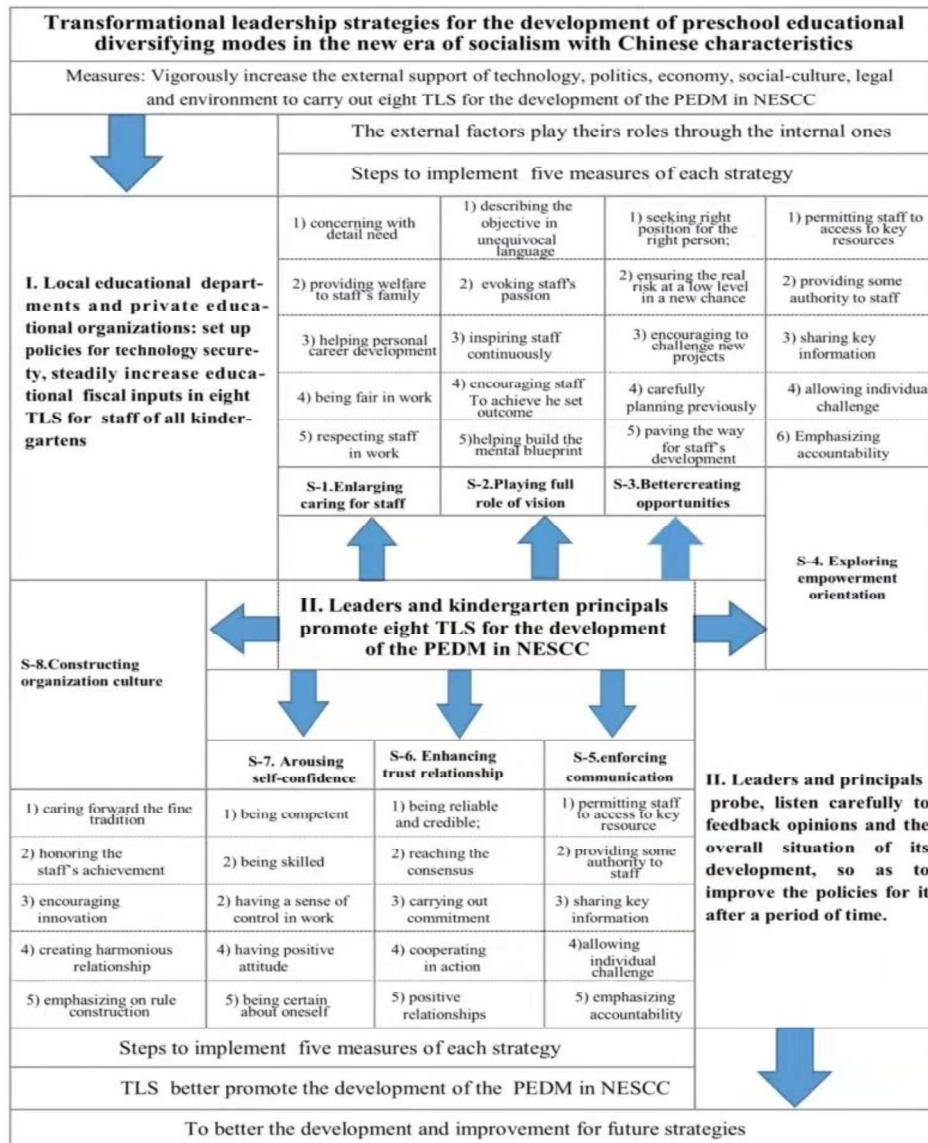 Transformational leadership strategies for the development of preschool educational
diversifying modes in the new era of socialism with Chinese characteristics
Measures: Vigorously increase the external support of technology, politics, economy, social-culture, legal
and environment to carry out eight TLS for the development of the PEDM in NESCC
The external factors play theirs roles through the internal ones
Steps to implement five measures of each strategy
I. Local educational depart-
ments and private educa-
tional organizations: set up
policies for technology secure-
ty, steadily increase educa-
tional fiscal inputs in eight
TLS for staff of all kinder-
gartens
1) concerning with
detail need
2) providing welfare
to staff's family
3) helping personal
career development
4) being fair in work
5) respecting staff
in work
S-1.Enlarging
caring for staff
1) describing the
objective in
unequivocal
language
2) evoking staff's
passion
3) inspiring staff
continuously
4) encouraging staff
To achieve he set
outcome
5)helping build the
mental blueprint
S-2.Playing full
role of vision
1) seeking right
position for the
right person;
2) ensuring the real
risk at a low level
in a new chance
3) encouraging to
challenge new
projects
4) carefully
planning previously
5) paving the way
for staff's
development
S-3.Bettercreating
opportunities
1) permitting staff to
access to key
resources
2) providing some
authority to staff
3) sharing key
information
4) allowing individua
challenge
6) Emphasizing
accountability
S-4. Exploring
empowerment
orientation
II. Leaders and kindergarten principals
promote eight TLS for the development
of the PEDM in NESCC
S-8.Constructing
organization culture
1) caring forward the fine
tradition
2) honoring the
staff's achievement
3) encouraging
innovation
4) creating harmonious
relationship
5) emphasizing on rule
construction
S-7. Arousing
self-confidence
1) being competent
2) being skilled
2) having a sense of
control in work
4) having positive
attitude
5) being certain
about oneself
S-6. Enhancing
trust relationship
1) being reliable
and credible;
2) reaching the
consensus
3) carrying out
commitment
4) cooperating
in action
5) positive
relationships
S-5.enforcing
communication
1) permitting staff
to access to key
resource
2) providing some
authority to
staff
3) sharing key
information
4)allowing
individual
challenge
5) emphasizing
accountability
II. Leaders and principals
probe, listen carefully to
feedback opinions and the
overall situation of its
development, so as to
improve the policies for it
after a period of time.
Steps to implement five measures of each strategy
TLS better promote the development of the PEDM in NESCC
To better the development and improvement for future strategies